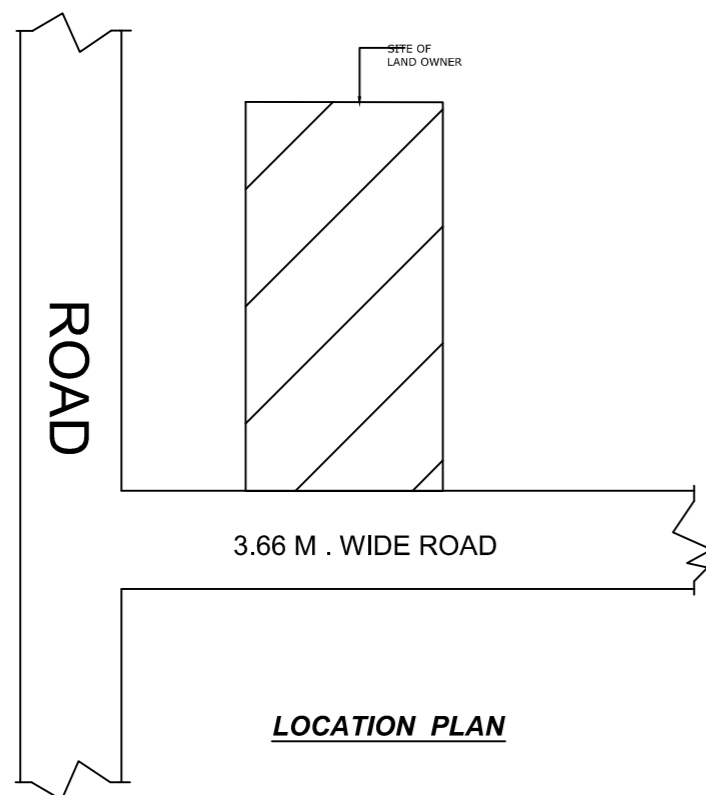 SITE OF
LAND OWNER
ROAD
3.66 M . WIDE ROAD
LOCATION PLAN